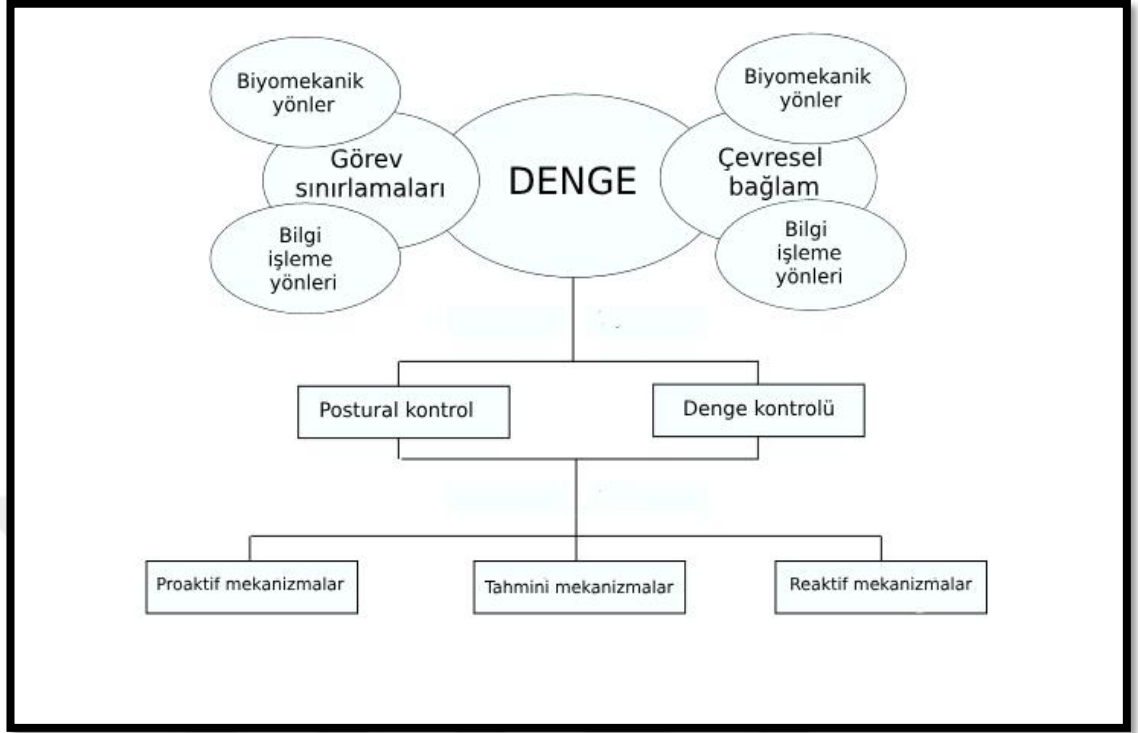 Biyomekanik
yönler
Görev
sınırlamaları
Bilgi
işleme
yönleri
DENGE
Biyomekanik
yönler
Çevresel
bağlam
Bilgi
işleme
yönleri
Postural kontrol
Denge kontrolü
Proaktif mekanizmalar
Tahmini mekanizmalar
Reaktif mekanizmalar